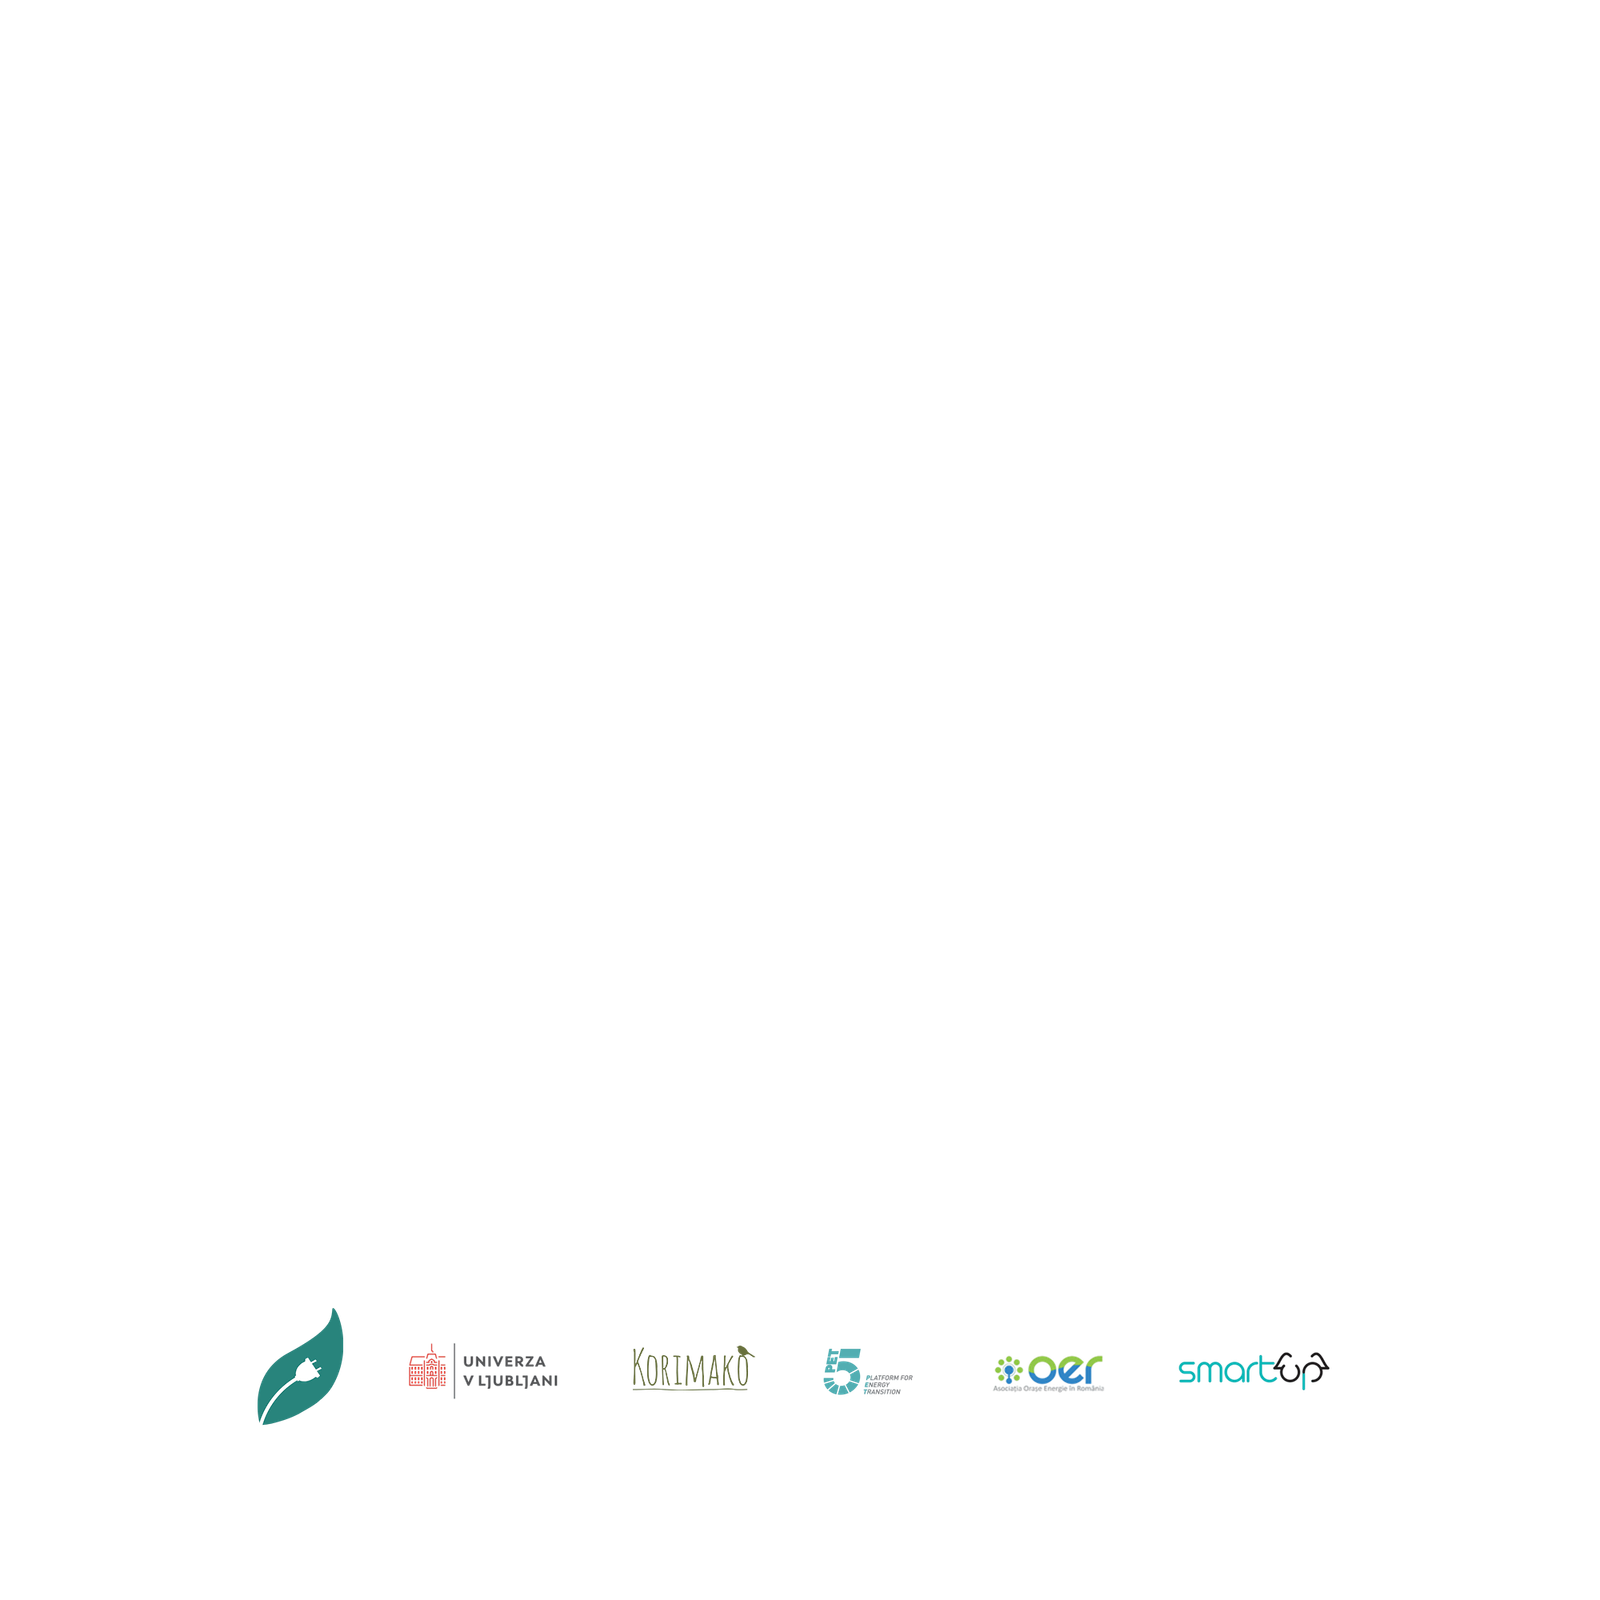 UNIVERZA
V LJUBLJANI
KORIMAKO
PET
5
PLATFORM FOR
ENERGY
TRANSITION
oer
Asociația Orașe Energie în România
smartup